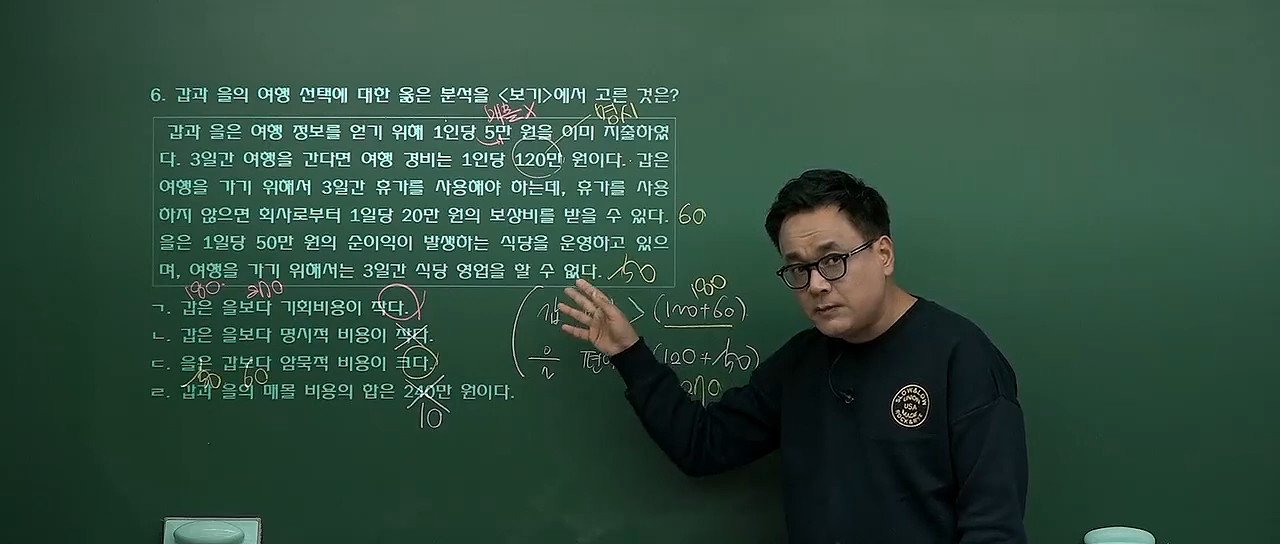 6. 갑과 을의 여행 선택에 대한 옳은 분석을 <보기>에서 고른 것은?
매몰X
명시
갑과 을은 여행 정보를 얻기 위해 1인당 5만 원을 이미 지출하였
다. 3일간 여행을 간다면 여행 경비는 1인당 120만 원이다. 갑은
여행을 가기 위해서 3일간 휴가를 사용해야 하는데, 휴가를 사용
하지 않으면 회사로부터 1일당 20만 원의 보상비를 받을 수 있다. 60
을은 1일당 50만 원의 순이익이 발생하는 식당을 운영하고 있으
며, 여행을 가기 위해서는 3일간 식당 영업을 할 수 없다. 150
180 270
ㄱ. 갑은 을보다 기회비용이 작다.
ㄴ. 갑은 을보다 명시적 비용이 작다.
ㄷ. 을은 갑보다 암묵적 비용이 크다.
150 60
ㄹ. 갑과 을의 매몰 비용의 합은 240만 원이다.
10
180
갑 > (120+60)
을 편 (120+150)
270
SLOW&LOW
UNION
USA
MADE